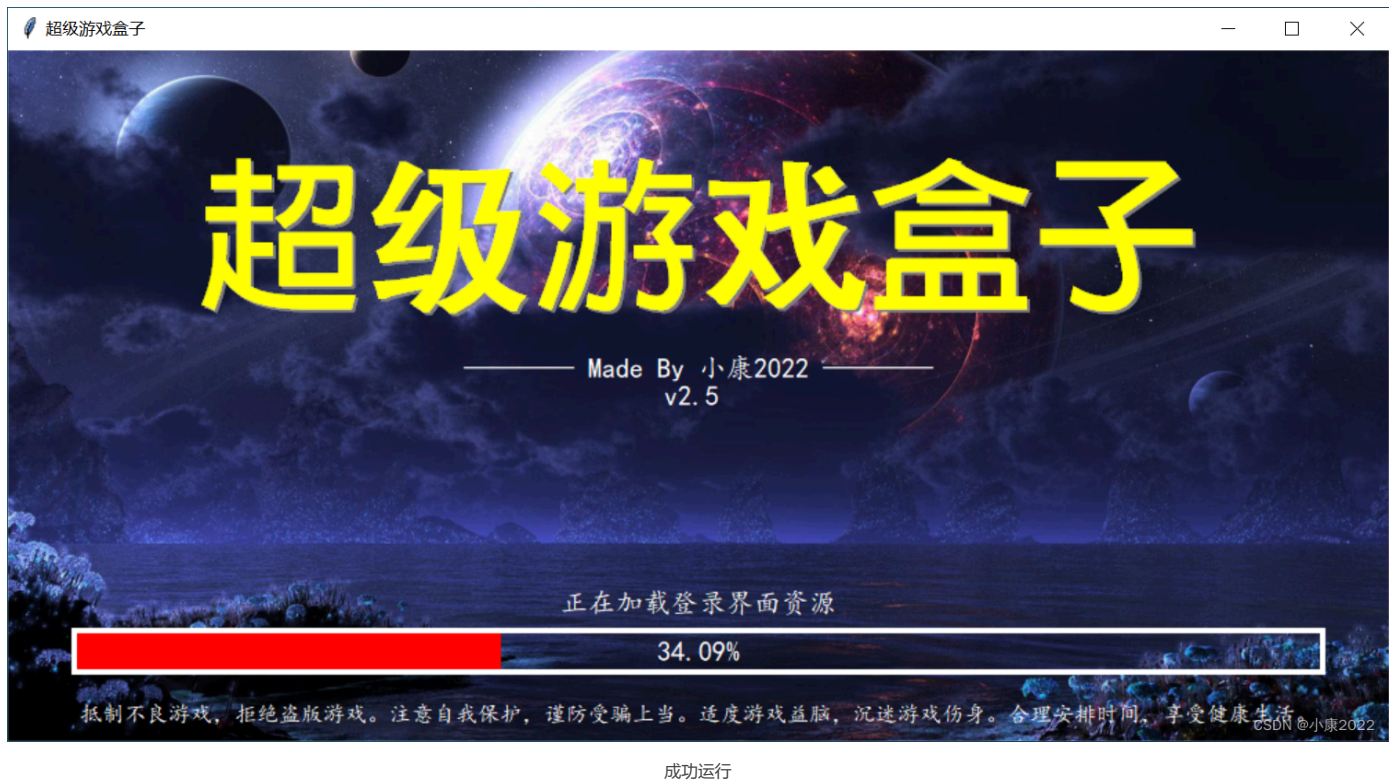 超级游戏盒子
超级游戏盒子
Made By 小康2022
v2.5
正在加载登录界面资源
34.09%
抵制不良游戏，拒绝盗版游戏。注意自我保护，谨防受骗上当。适度游戏益脑，沉迷游戏伤身。合理安排时间，享受健康生活。
CSDN @小康2022
成功运行